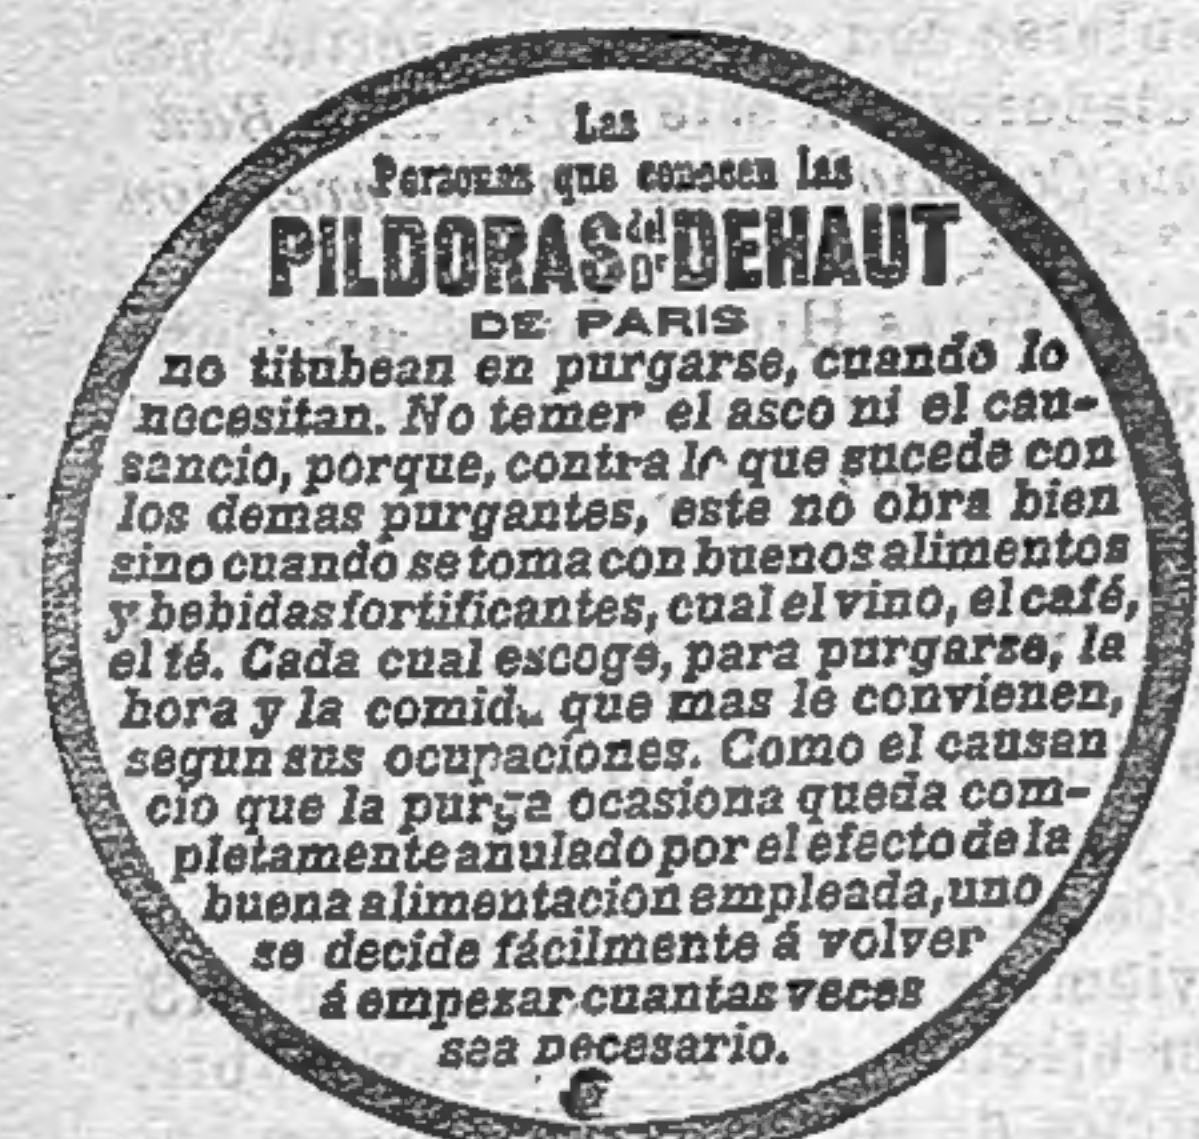 Las
Personas que conocen las
PILDORAS del Dr DEHAUT
DE PARIS
no titubean en purgarse, cuando lo
necesitan. No temer el asco ni el cau-
sancio, porque, contra lo que sucede con
los demas purgantes, este no obra bien
sino cuando se toma con buenos alimentos
y bebidas fortificantes, cual el vino, el café,
el té. Cada cual escoge, para purgarse, la
hora y la comida que mas le convienen,
segun sus ocupaciones. Como el causan
cio que la purga ocasiona queda com-
pletamente anulado por el efecto de la
buena alimentacion empleada, uno
se decide fácilmente á volver
á empezar cuantas veces
sea necesario.